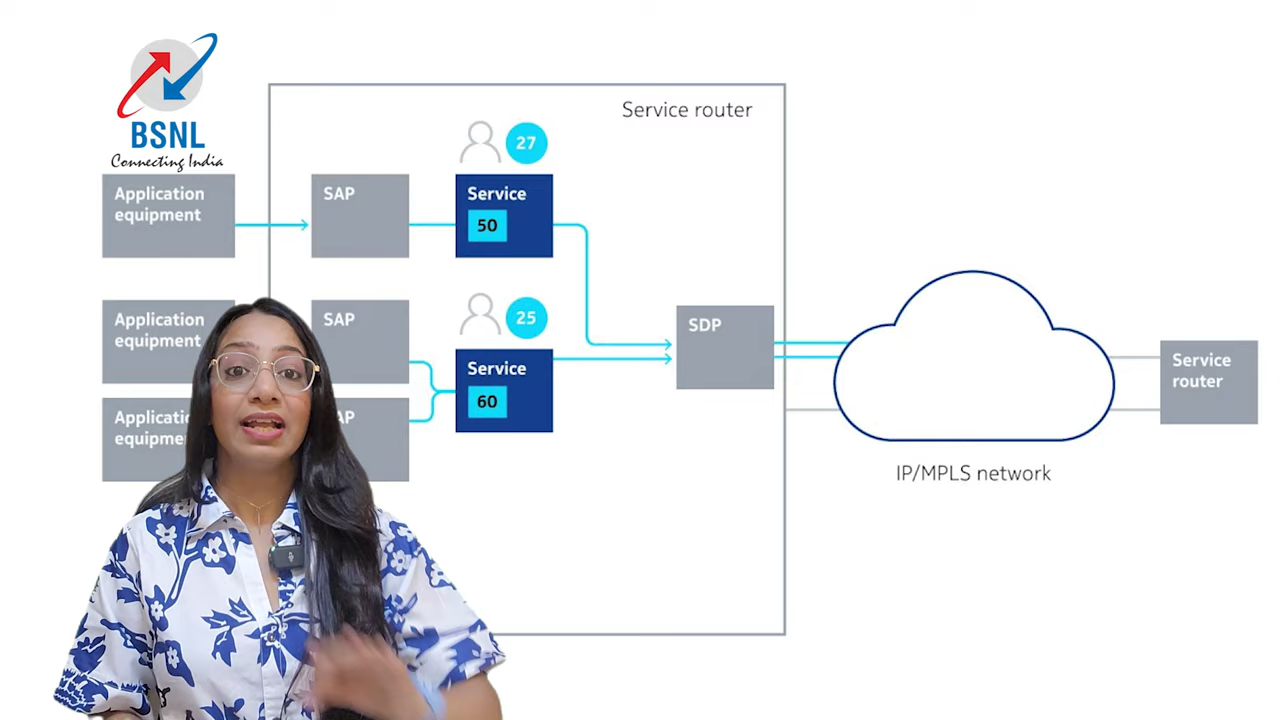 BSNL
Connecting India
Service router
27
Application
equipment
SAP
Service
50
25
Application
equipment
SAP
SDP
Service
60
Service
router
equipment
IP/MPLS network